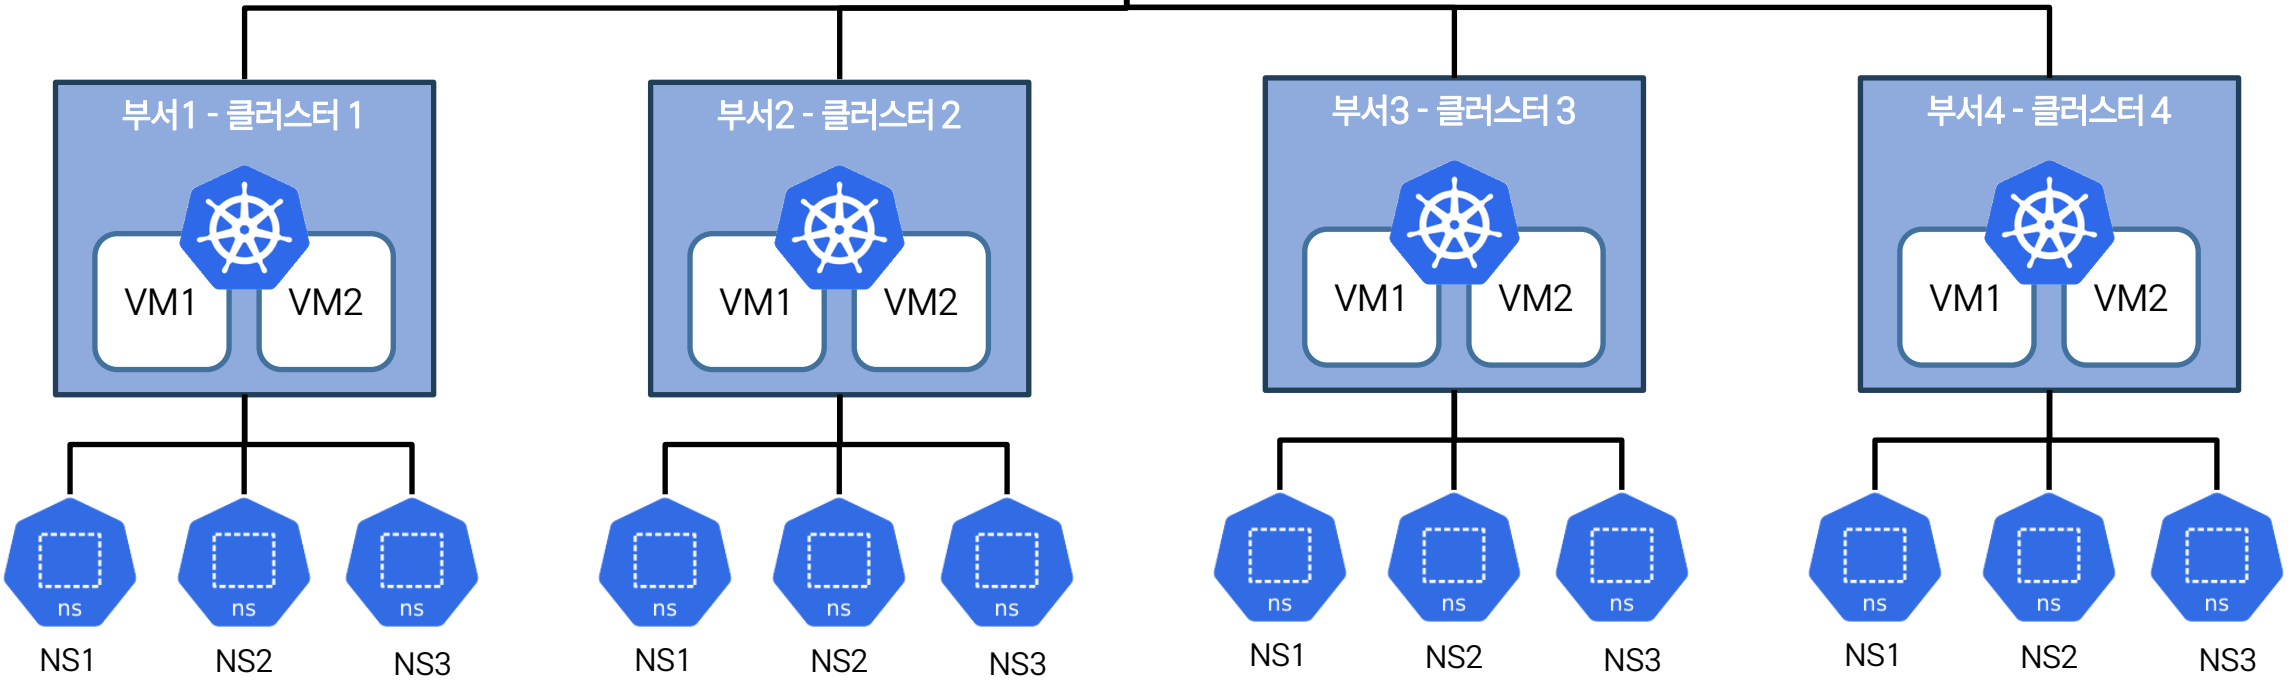 부서1 - 클러스터 1
부서2 - 클러스터 2
부서3 - 클러스터 3
부서4 - 클러스터 4
VM1
VM2
VM1
VM2
VM1
VM2
VM1
VM2
ns
ns
ns
ns
ns
ns
ns
ns
ns
ns
ns
ns
NS1
NS2
NS3
NS1
NS2
NS3
NS1
NS2
NS3
NS1
NS2
NS3